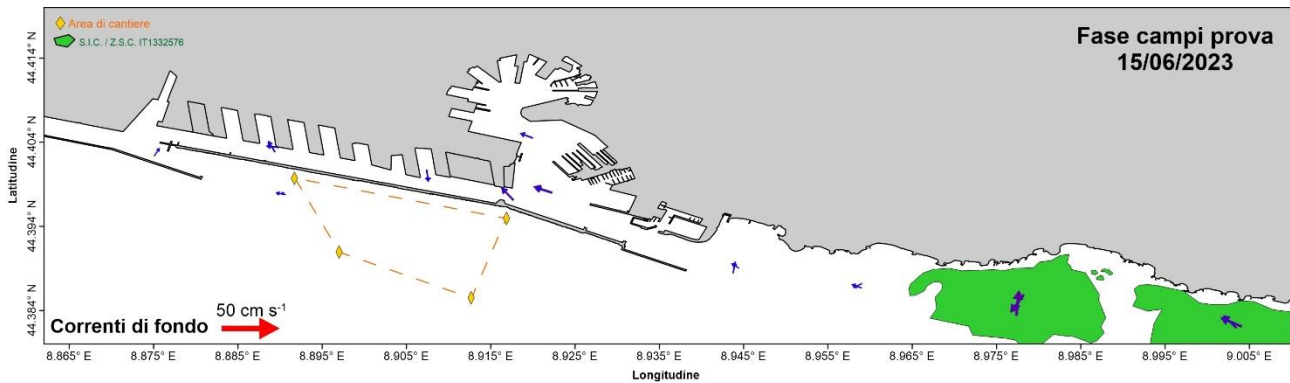 Area di cantiere
S.I.C. / Z.S.C. IT1332576
Fase campi prova
15/06/2023
44.414° N
44.404° N
44.394° N
44.384° N
Latitudine
Correnti di fondo
50 cm s⁻¹
8.865° E 8.875° E 8.885° E 8.895° E 8.905° E 8.915° E 8.925° E 8.935° E 8.945° E 8.955° E 8.965° E 8.975° E 8.985° E 8.995° E 9.005° E
Longitudine